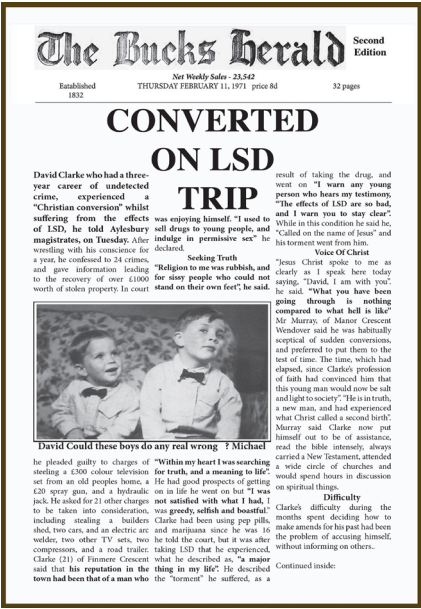 The Bucks Herald
Second
Edition
Net Weekly Sales - 23,542
Eatablished
1832
THURSDAY FEBRUARY 11, 1971 price 8d
32 pages
CONVERTED
ON LSD
TRIP
David Clarke who had a three-
year career of undetected
crime, experienced a
"Christian conversion" whilst
suffering from the effects
of LSD, he told Aylesbury
magistrates, on Tuesday. After
wrestling with his conscience for
a year, he confessed to 24 crimes,
and gave information leading
to the recovery of over £1000
worth of stolen property. In court
was enjoying himself. "I used to
sell drugs to young people, and
indulge in permissive sex" he
declared.
Seeking Truth
"Religion to me was rubbish, and
for sissy people who could not
stand on their own feet", he said.
David Could these boys do any real wrong ? Michael
he pleaded guilty to charges of
steeling a £300 colour television
set from an old peoples home, a
£20 spray gun, and a hydraulic
jack. He asked for 21 other charges
to be taken into consideration,
including stealing a builders
shed, two cars, and an electric arc
welder, two other TV sets, two
compressors, and a road trailer.
Clarke (21) of Finmere Crescent
said that his reputation in the
town had been that of a man who
"Within my heart I was searching
for truth, and a meaning to life".
He had good prospects of getting
on in life he went on but "I was
not satisfied with what I had, I
was greedy, selfish and boastful."
Clarke had been using pep pills,
and marijuana since he was 16
he told the court, but it was after
taking LSD that he experienced,
what he described as, "a major
thing in my life". He described
the "torment" he suffered, as a
result of taking the drug, and
went on "I warn any young
person who hears my testimony,
"The effects of LSD are so bad,
and I warn you to stay clear".
While in this condition he said he,
"Called on the name of Jesus" and
his torment went from him.
Voice Of Christ
"Jesus Christ spoke to me as
clearly as I speak here today
saying, "David, I am with you".
he said. "What you have been
going through is nothing
compared to what hell is like"
Mr Murray, of Manor Crescent
Wendover said he was habitually
sceptical of sudden conversions,
and preferred to put them to the
test of time. The time, which had
elapsed, since Clarke's profession
of faith had convinced him that
this young man would now be salt
and light to society". "He is in truth,
a new man, and had experienced
what Christ called a second birth".
Murray said Clarke now put
himself out to be of assistance,
read the bible intensely, always
carried a New Testament, attended
a wide circle of churches and
would spend hours in discussion
on spiritual things.
Difficulty
Clarke's difficulty during the
months spent deciding how to
make amends for his past had been
the problem of accusing himself,
without informing on others..
Continued inside: